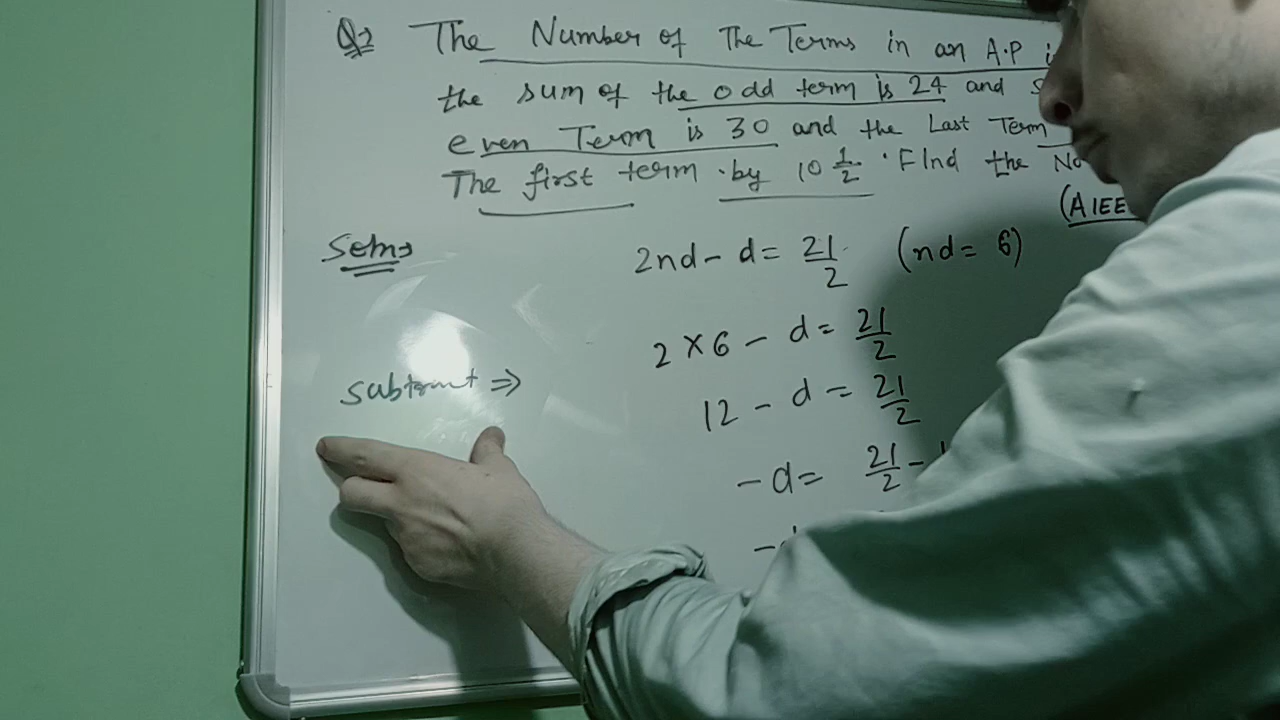 Q2 The Number of The Terms in an A.P i
the sum of the odd term is 24 and S
even Term is 30 and the Last Term
The first term by 10 1/2 . FInd the No
(AIEE
Soln⇒
2nd - d = 21/2 (nd = 6)
2 × 6 - d = 21/2
Subtract ⇒
12 - d = 21/2
-d = 21/2 - 1